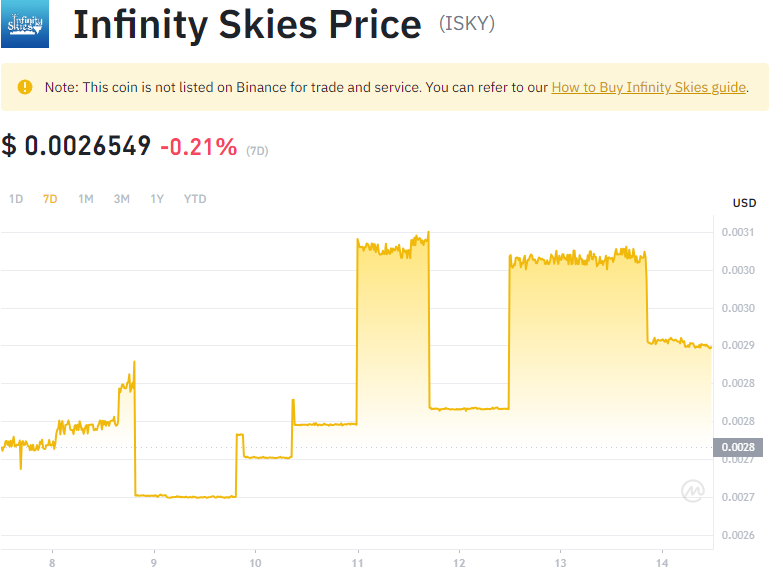 Infinity Skies
Infinity Skies Price (ISKY)
Note: This coin is not listed on Binance for trade and service. You can refer to our How to Buy Infinity Skies guide.
$ 0.0026549 -0.21% (7D)
1D 7D 1M 3M 1Y YTD
USD
0.0031
0.0030
0.0030
0.0029
0.0028
0.0028
0.0028
0.0027
0.0027
0.0026
8 9 10 11 12 13 14